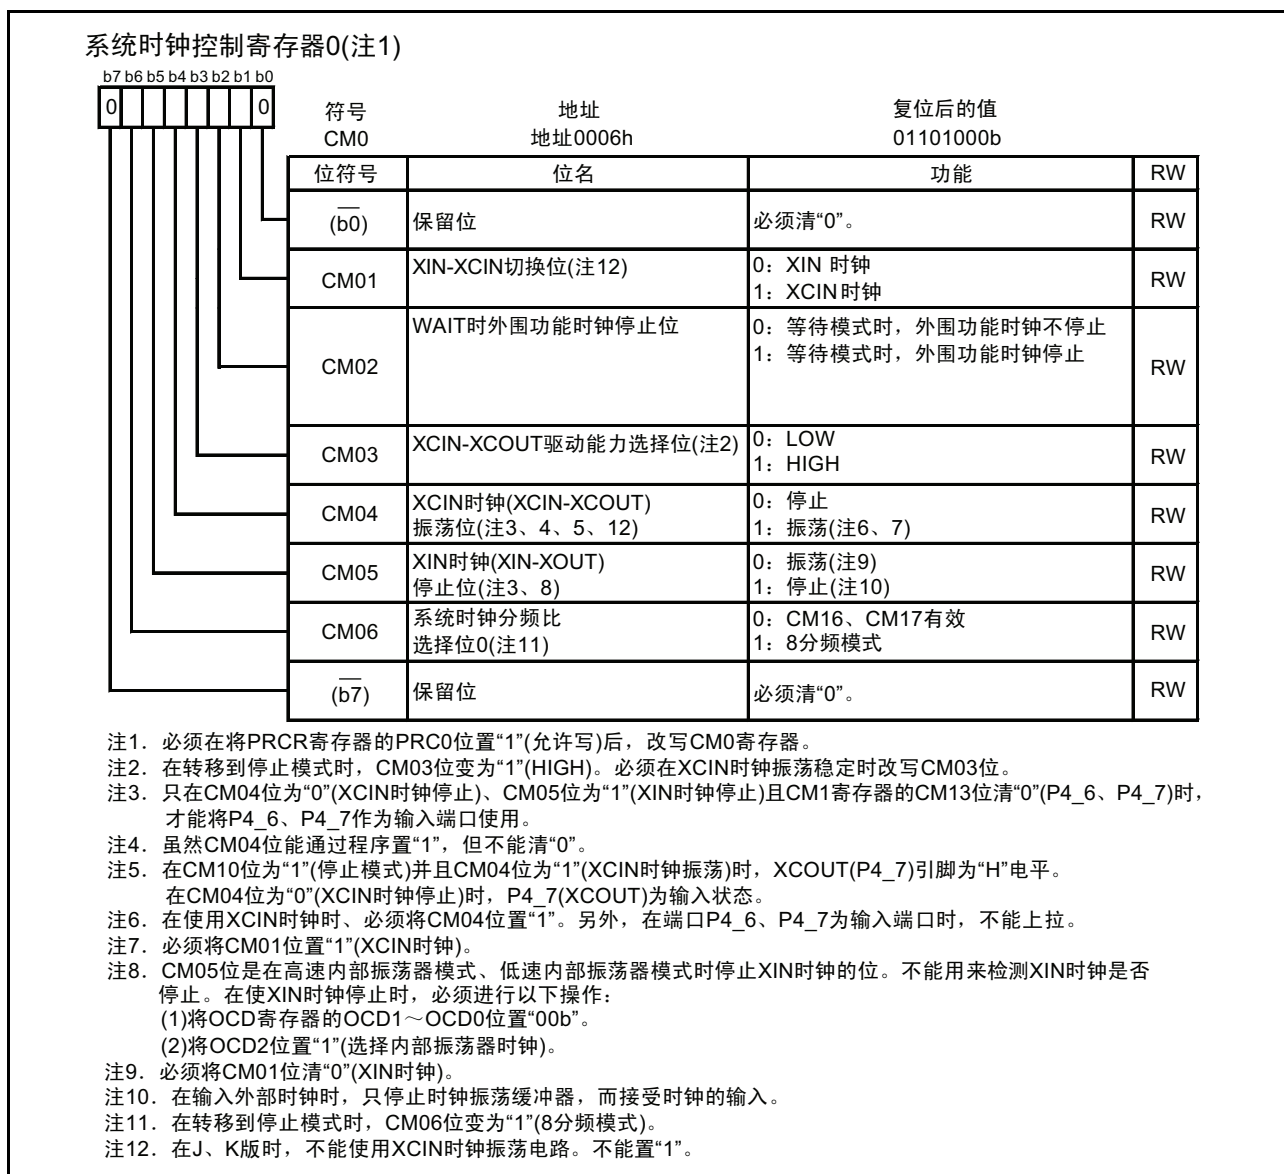 系统时钟控制寄存器0(注1)
b7 b6 b5 b4 b3 b2 b1 b0
0 0
符号 地址 复位后的值
CM0 地址0006h 01101000b
位符号 位名 功能 RW
(b0) 保留位 必须清“0”。 RW
CM01 XIN-XCIN切换位(注12) 0：XIN 时钟 RW
1：XCIN时钟
CM02 WAIT时外围功能时钟停止位 0：等待模式时，外围功能时钟不停止 RW
1：等待模式时，外围功能时钟停止
CM03 XCIN-XCOUT驱动能力选择位(注2) 0：LOW RW
1：HIGH
CM04 XCIN时钟(XCIN-XCOUT) 0：停止 RW
振荡位(注3、4、5、12) 1：振荡(注6、7)
CM05 XIN时钟(XIN-XOUT) 0：振荡(注9) RW
停止位(注3、8) 1：停止(注10)
CM06 系统时钟分频比 0：CM16、CM17有效 RW
选择位0(注11) 1：8分频模式
(b7) 保留位 必须清“0”。 RW
注1．必须在将PRCR寄存器的PRC0位置“1”(允许写)后，改写CM0寄存器。
注2．在转移到停止模式时，CM03位变为“1”(HIGH)。必须在XCIN时钟振荡稳定时改写CM03位。
注3．只在CM04位为“0”(XCIN时钟停止)、CM05位为“1”(XIN时钟停止)且CM1寄存器的CM13位清“0”(P4_6、P4_7)时，
才能将P4_6、P4_7作为输入端口使用。
注4．虽然CM04位能通过程序置“1”，但不能清“0”。
注5．在CM10位为“1”(停止模式)并且CM04位为“1”(XCIN时钟振荡)时，XCOUT(P4_7)引脚为“H”电平。
在CM04位为“0”(XCIN时钟停止)时，P4_7(XCOUT)为输入状态。
注6．在使用XCIN时钟时、必须将CM04位置“1”。另外，在端口P4_6、P4_7为输入端口时，不能上拉。
注7．必须将CM01位置“1”(XCIN时钟)。
注8．CM05位是在高速内部振荡器模式、低速内部振荡器模式时停止XIN时钟的位。不能用来检测XIN时钟是否
停止。在使XIN时钟停止时，必须进行以下操作：
(1)将OCD寄存器的OCD1～OCD0位置“00b”。
(2)将OCD2位置“1”(选择内部振荡器时钟)。
注9．必须将CM01位清“0”(XIN时钟)。
注10．在输入外部时钟时，只停止时钟振荡缓冲器，而接受时钟的输入。
注11．在转移到停止模式时，CM06位变为“1”(8分频模式)。
注12．在J、K版时，不能使用XCIN时钟振荡电路。不能置“1”。